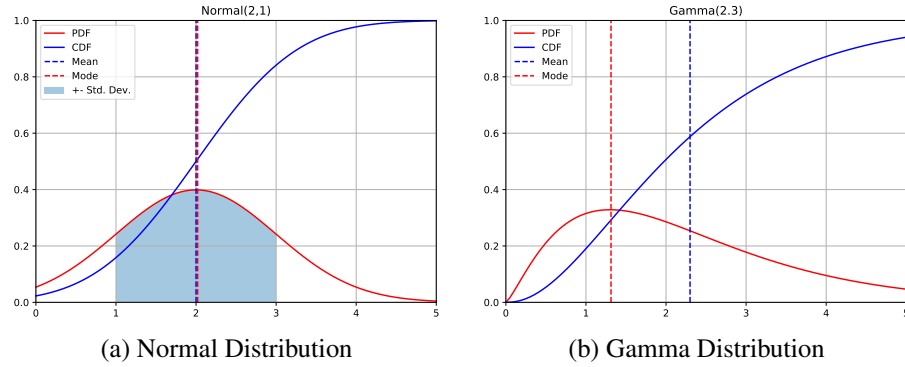 Normal(2,1)
1.0
0.8
0.6
0.4
0.2
0.0
PDF
CDF
Mean
Mode
+- Std. Dev.
0 1 2 3 4 5
(a) Normal Distribution
Gamma(2.3)
1.0
0.8
0.6
0.4
0.2
0.0
PDF
CDF
Mean
Mode
0 1 2 3 4 5
(b) Gamma Distribution